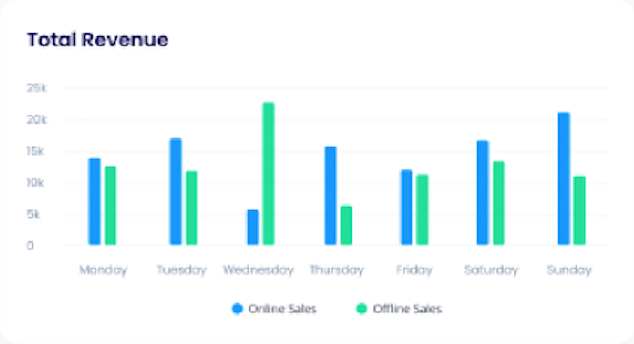 Total Revenue
25k
20k
15k
10k
5k
0
Monday Tuesday Wednesday Thursday Friday Saturday Sunday
Online Sales Offline Sales